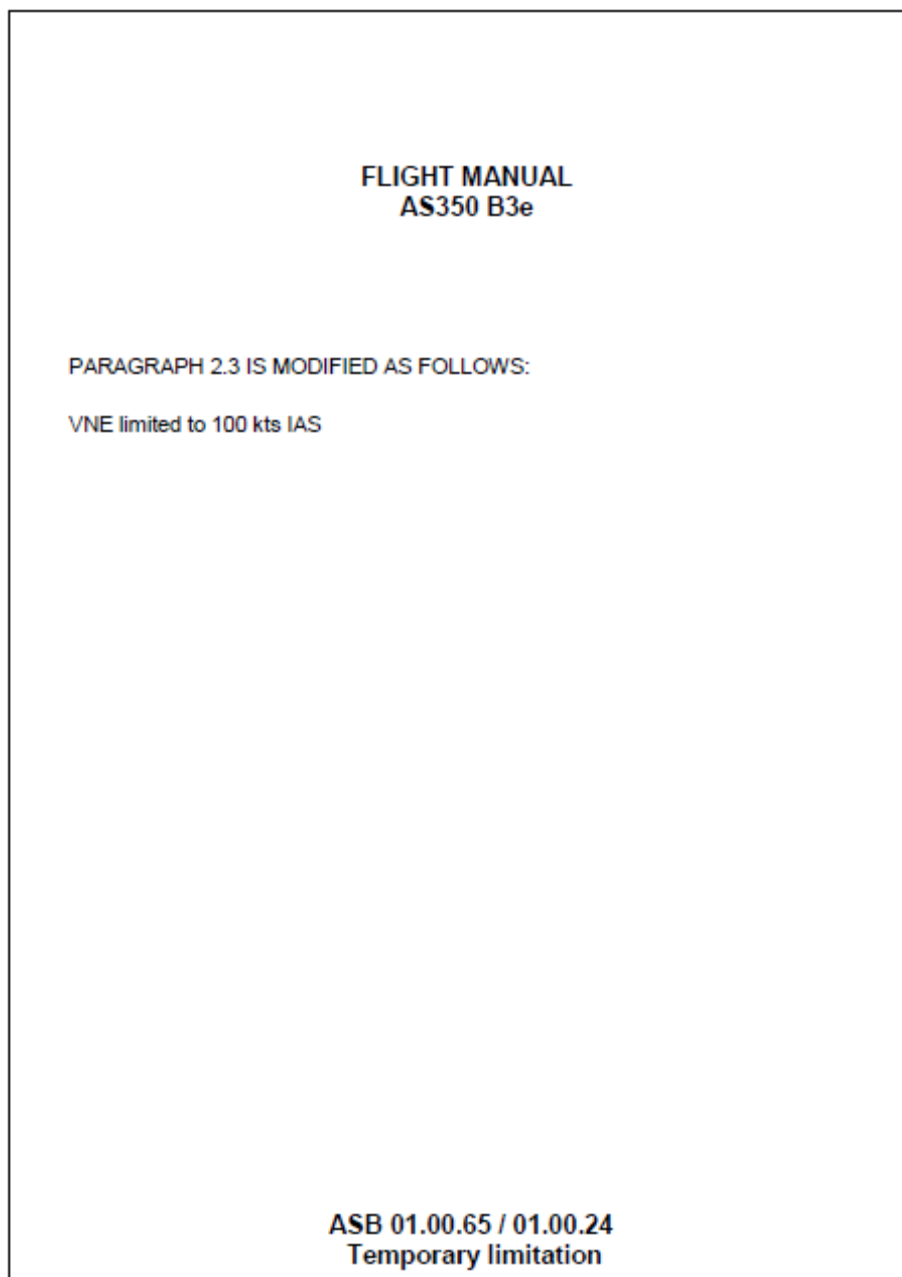 FLIGHT MANUAL
AS350 B3e
PARAGRAPH 2.3 IS MODIFIED AS FOLLOWS:
VNE limited to 100 kts IAS
ASB 01.00.65 / 01.00.24
Temporary limitation